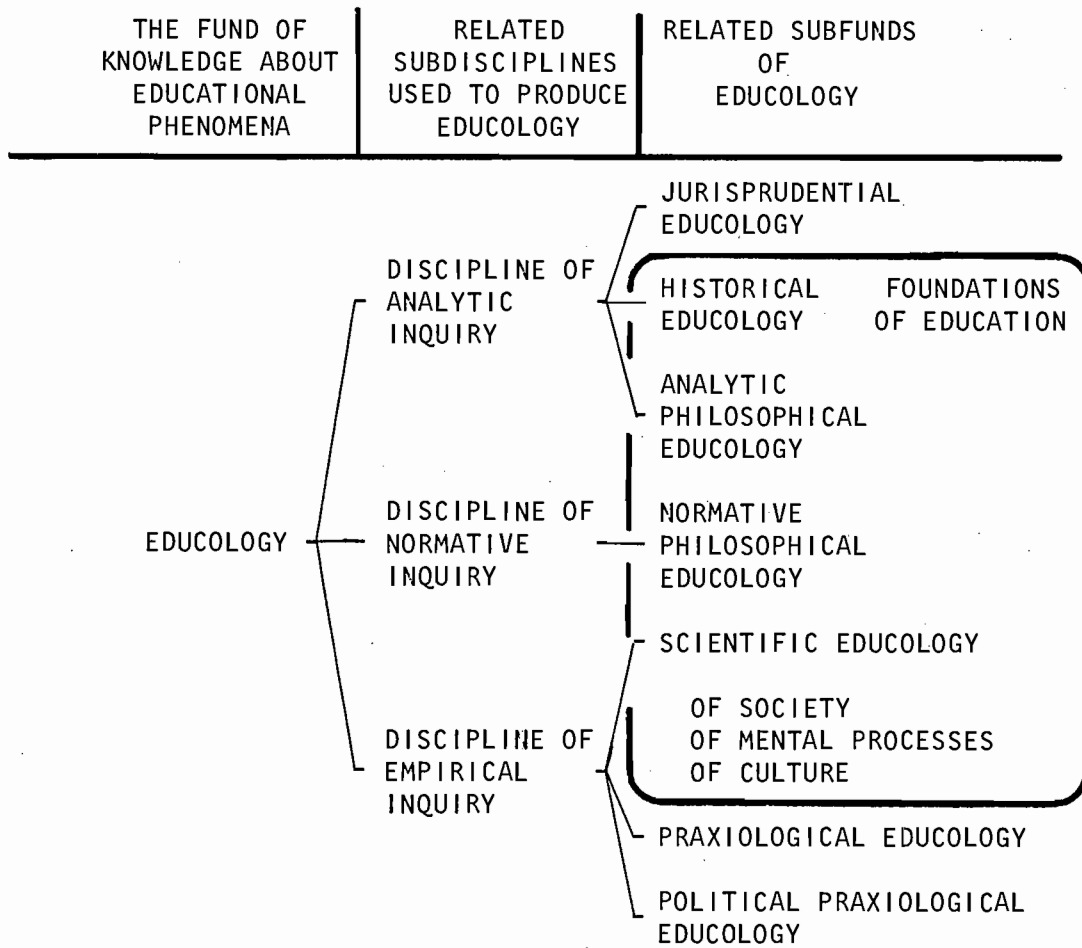 THE FUND OF
KNOWLEDGE ABOUT
EDUCATIONAL
PHENOMENA
RELATED
SUBDISCIPLINES
USED TO PRODUCE
EDUCOLOGY
RELATED SUBFUNDS
OF
EDUCOLOGY
EDUCOLOGY
DISCIPLINE OF
ANALYTIC
INQUIRY
DISCIPLINE OF
NORMATIVE
INQUIRY
DISCIPLINE OF
EMPIRICAL
INQUIRY
JURISPRUDENTIAL
EDUCOLOGY
HISTORICAL
EDUCOLOGY
FOUNDATIONS
OF EDUCATION
ANALYTIC
PHILOSOPHICAL
EDUCOLOGY
NORMATIVE
PHILOSOPHICAL
EDUCOLOGY
SCIENTIFIC EDUCOLOGY
OF SOCIETY
OF MENTAL PROCESSES
OF CULTURE
PRAXIOLOGICAL EDUCOLOGY
POLITICAL PRAXIOLOGICAL
EDUCOLOGY